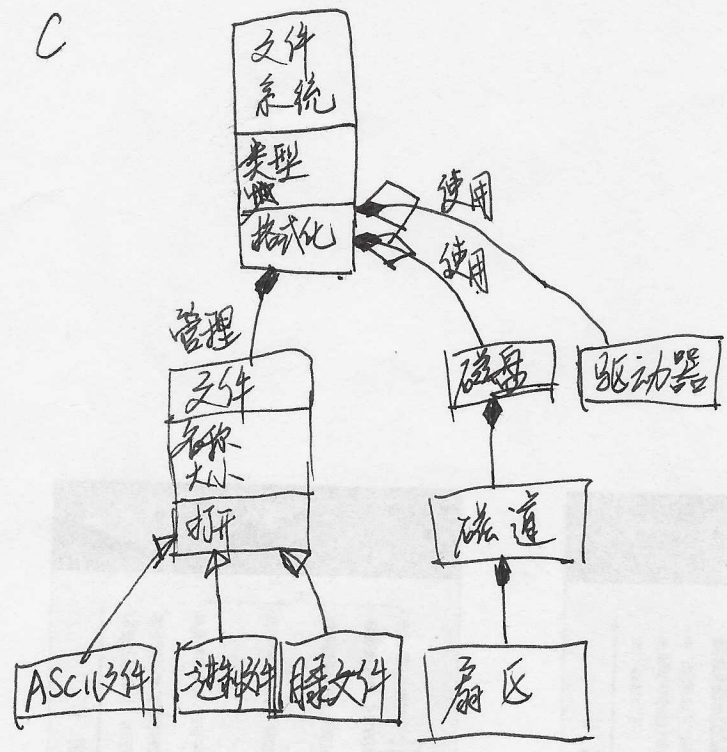 C
文件
系统
类型
格式化
使用
使用
管理
文件
名称
大小
打开
磁盘
驱动器
磁道
ASCII文件
二进制文件
目录文件
扇区